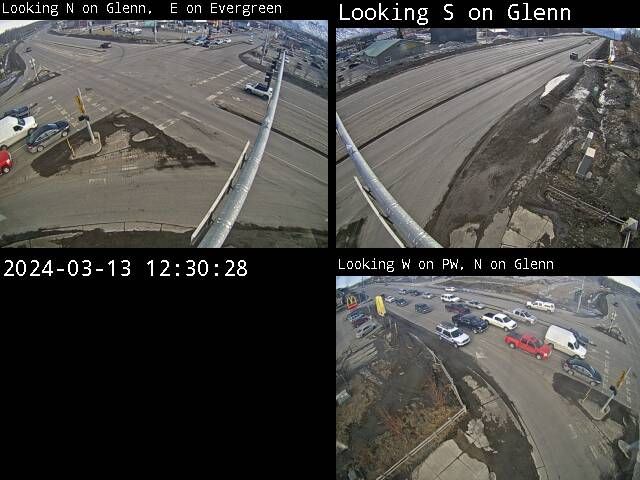 Looking N on Glenn,  E on Evergreen
Looking S on Glenn
2024-03-13 12:30:28
Looking W on PW, N on Glenn